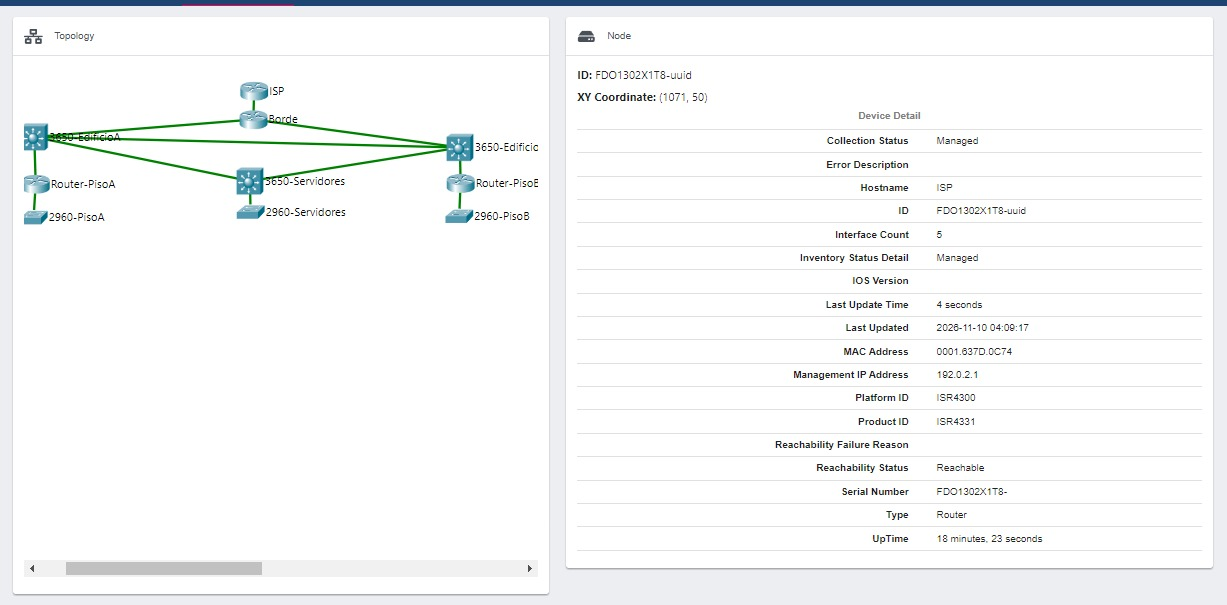 Topology
ISP
Borde
3650-EdificioA
3650-Edificio
Router-PisoA
3650-Servidores
Router-PisoB
2960-PisoA
2960-Servidores
2960-PisoB
Node
ID: FDO1302X1T8-uuid
XY Coordinate: (1071, 50)
Device Detail
Collection Status Managed
Error Description
Hostname ISP
ID FDO1302X1T8-uuid
Interface Count 5
Inventory Status Detail Managed
IOS Version
Last Update Time 4 seconds
Last Updated 2026-11-10 04:09:17
MAC Address 0001.637D.0C74
Management IP Address 192.0.2.1
Platform ID ISR4300
Product ID ISR4331
Reachability Failure Reason
Reachability Status Reachable
Serial Number FDO1302X1T8-
Type Router
UpTime 18 minutes, 23 seconds